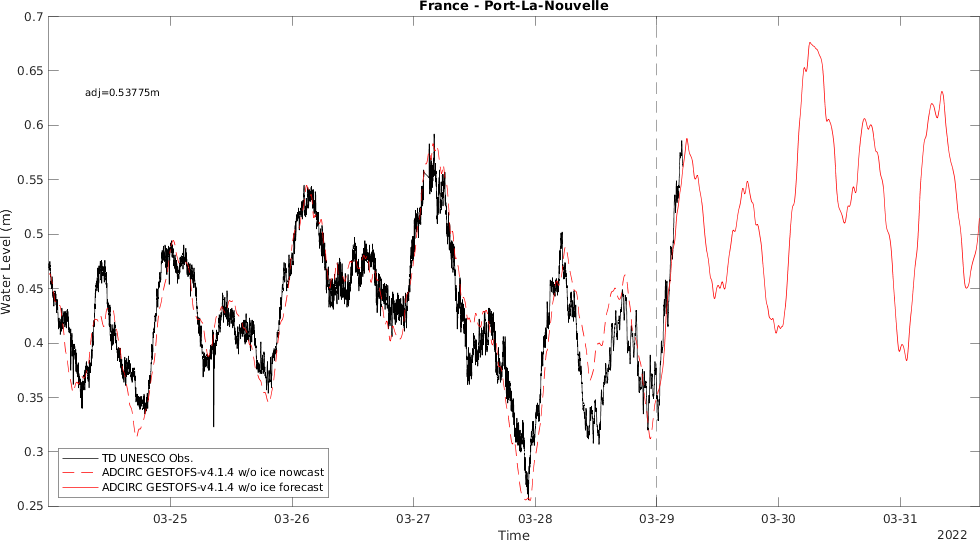 France - Port-La-Nouvelle
0.7
0.65
0.6
0.55
0.5
0.45
0.4
0.35
0.3
0.25
Water Level (m)
adj=0.53775m
TD UNESCO Obs.
ADCIRC GESTOFS-v4.1.4 w/o ice nowcast
ADCIRC GESTOFS-v4.1.4 w/o ice forecast
03-25 03-26 03-27 03-28 03-29 03-30 03-31
Time
2022